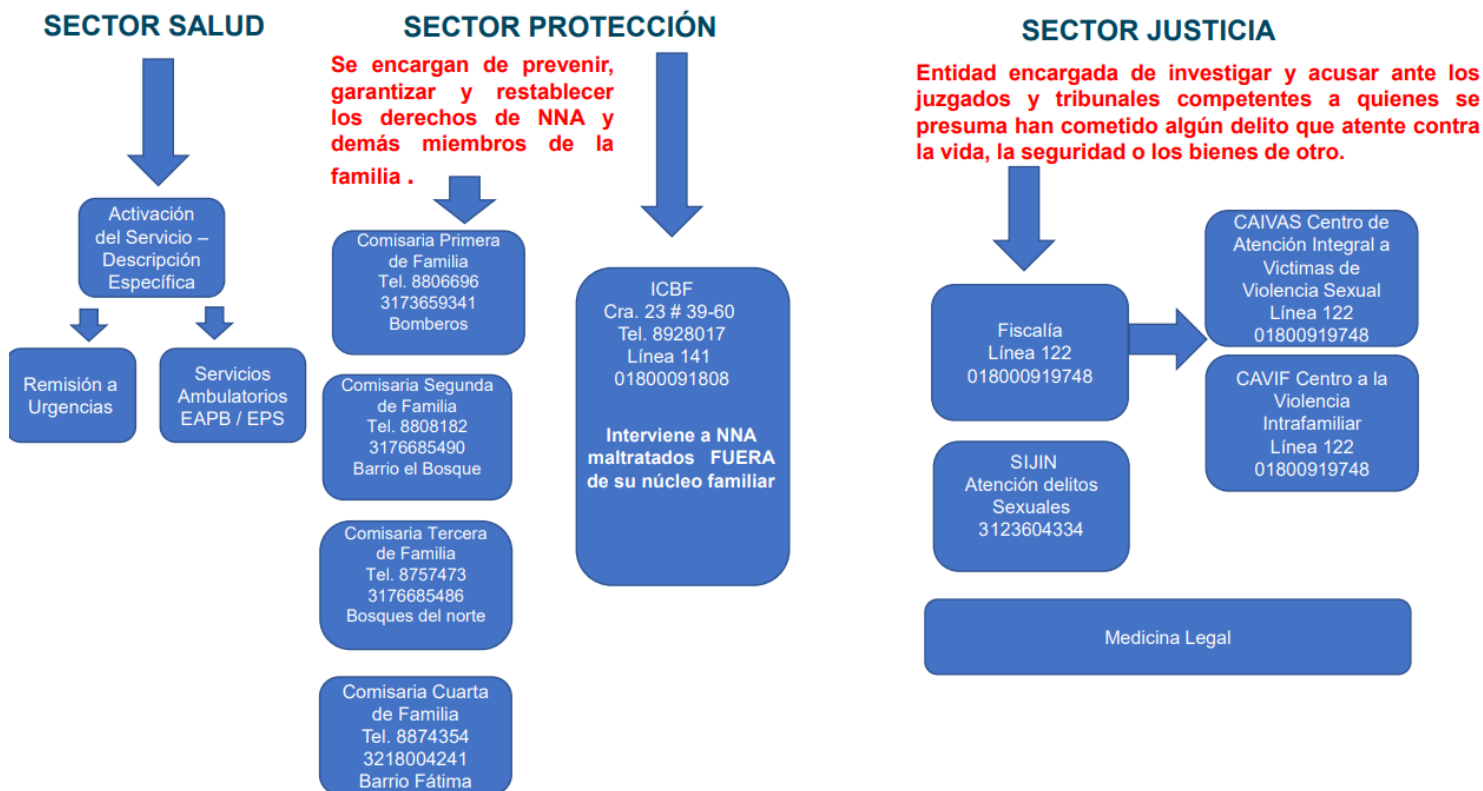 SECTOR SALUD
Activación
del Servicio –
Descripción
Específica
Remisión a
Urgencias
Servicios
Ambulatorios
EAPB / EPS
SECTOR PROTECCIÓN
Se encargan de prevenir,
garantizar y restablecer
los derechos de NNA y
demás miembros de la
familia .
Comisaria Primera
de Familia
Tel. 8806696
3173659341
Bomberos
Comisaria Segunda
de Familia
Tel. 8808182
3176685490
Barrio el Bosque
Comisaria Tercera
de Familia
Tel. 8757473
3176685486
Bosques del norte
Comisaria Cuarta
de Familia
Tel. 8874354
3218004241
Barrio Fátima
ICBF
Cra. 23 # 39-60
Tel. 8928017
Línea 141
01800091808
Interviene a NNA
maltratados FUERA
de su núcleo familiar
SECTOR JUSTICIA
Entidad encargada de investigar y acusar ante los
juzgados y tribunales competentes a quienes se
presuma han cometido algún delito que atente contra
la vida, la seguridad o los bienes de otro.
Fiscalía
Línea 122
018000919748
CAIVAS Centro de
Atención Integral a
Victimas de
Violencia Sexual
Línea 122
01800919748
CAVIF Centro a la
Violencia
Intrafamiliar
Línea 122
01800919748
SIJIN
Atención delitos
Sexuales
3123604334
Medicina Legal